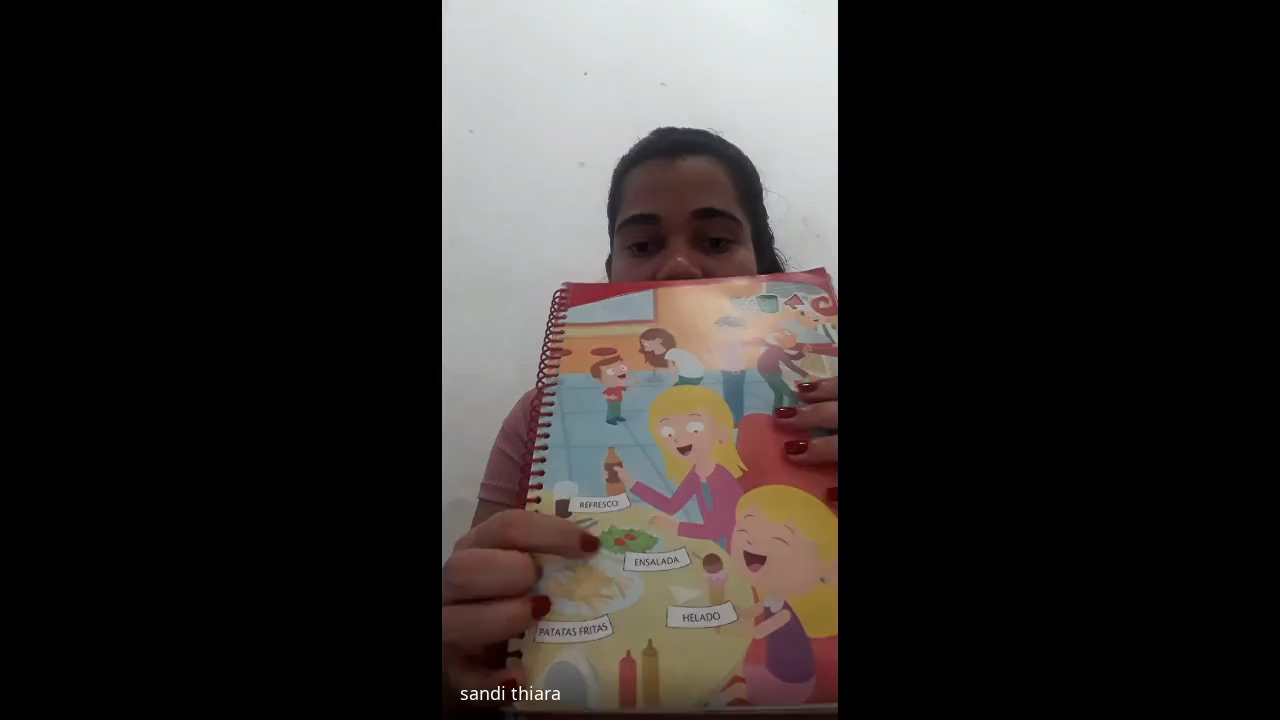 REFRESCO
ENSALADA
HELADO
PATATAS FRITAS
sandi thiara